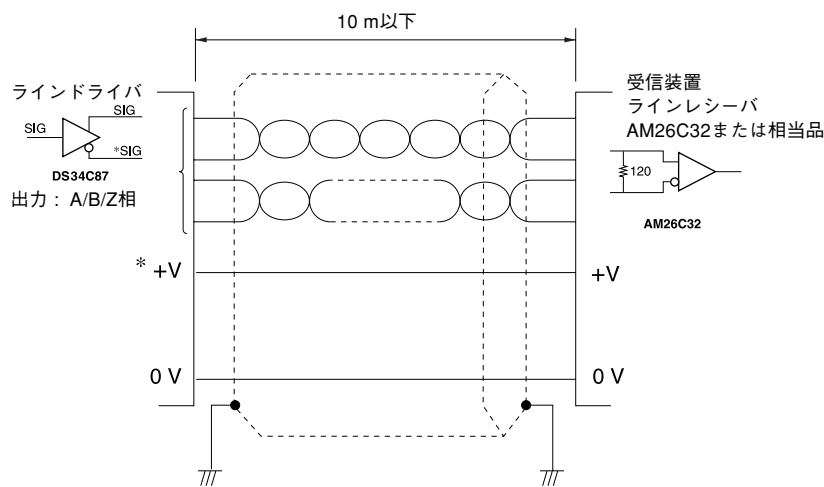 10 m以下
ラインドライバ
SIG
SIG
*SIG
DS34C87
出力： A/B/Z相
受信装置
ラインレシーバ
AM26C32または相当品
120
AM26C32
* +V
+V
0 V
0 V